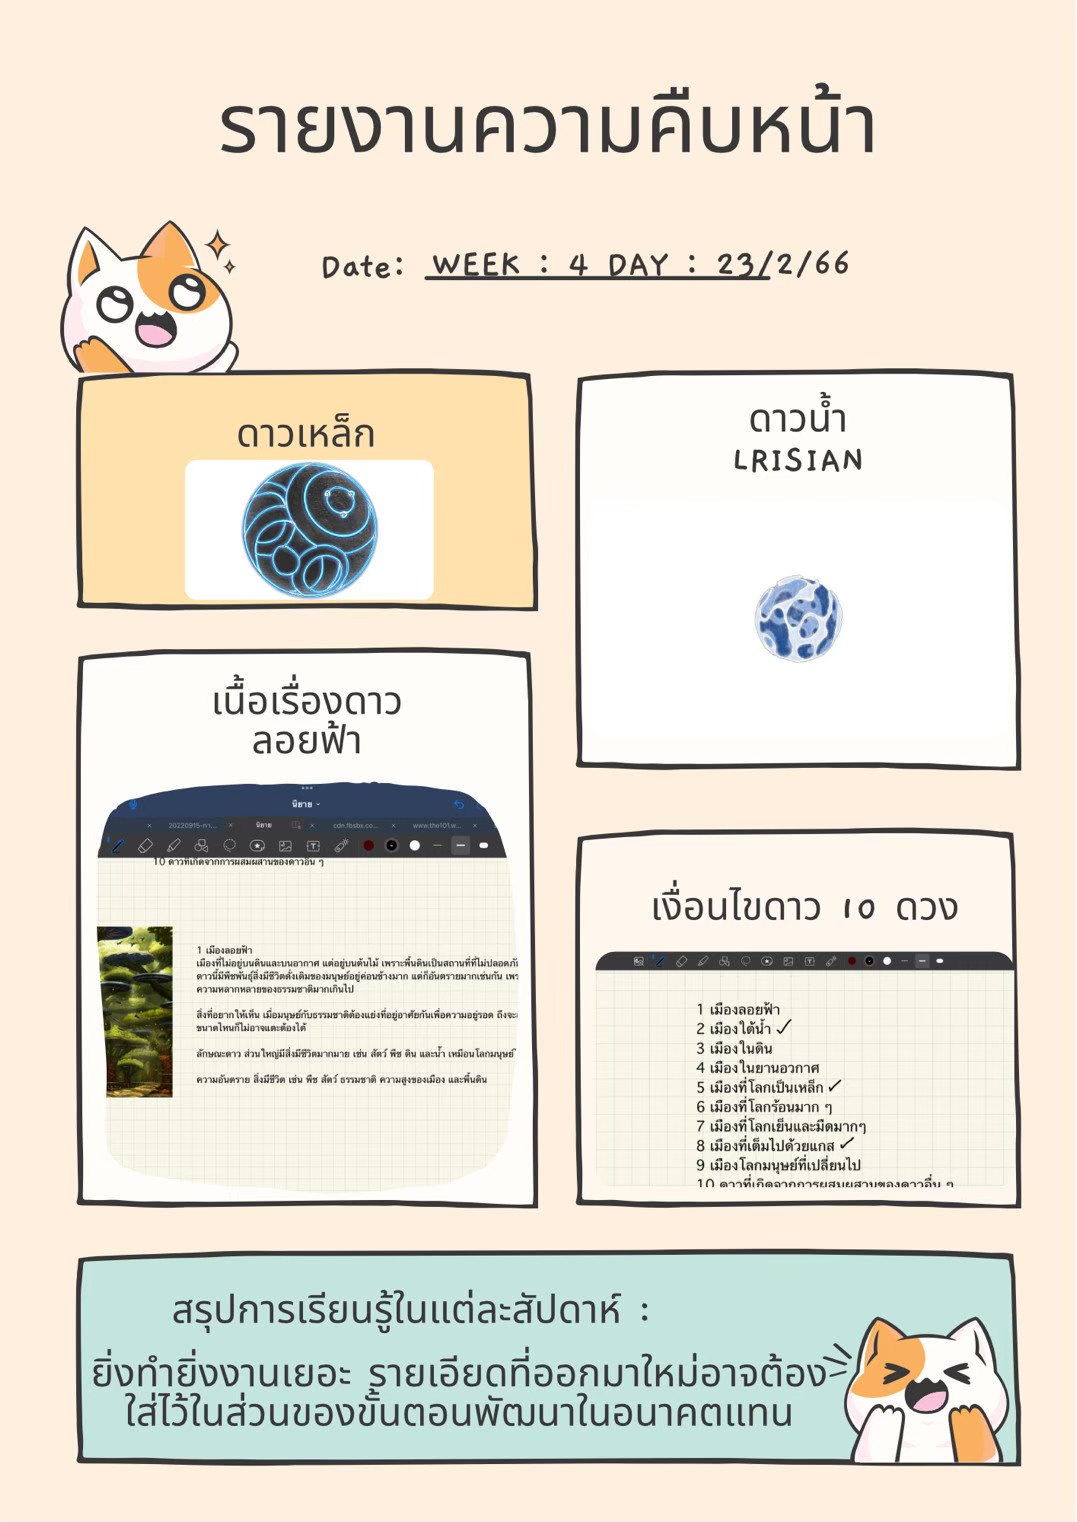 รายงานความคืบหน้า
Date: WEEK : 4 DAY : 23/2/66
ดาวเหล็ก
ดาวน้ำ
LRISIAN
เนื้อเรื่องดาว
ลอยฟ้า
นิยาย
20220915-กา...
นิยาย
cdn.fbsbx.co...
www.the101.w...
10 ดาวที่เกิดจากการผสมผสานของดาวอื่น ๆ
1 เมืองลอยฟ้า
เมืองที่ไม่อยู่บนดินและบนอากาศ แต่อยู่บนต้นไม้ เพราะพื้นดินเป็นสถานที่ที่ไม่ปลอดภั
ดาวนี้มีพืชพันธุ์สิ่งมีชีวิตดั่งเดิมของมนุษย์อยู่ค่อนข้างมาก แต่ก็อันตรายมากเช่นกัน เพร
ความหลากหลายของธรรมชาติมากเกินไป
สิ่งที่อยากให้เห็น เมื่อมนุษย์กับธรรมชาติต้องแย่งที่อยู่อาศัยกันเพื่อความอยู่รอด ถึงจะ
ขนาดไหนก็ไม่อาจแตะต้องได้
ลักษณะดาว ส่วนใหญ่มีสิ่งมีชีวิตมากมาย เช่น สัตว์ พืช ดิน และน้ำ เหมือนโลกมนุษย์
ความอันตราย สิ่งมีชีวิต เช่น พืช สัตว์ ธรรมชาติ ความสูงของเมือง และพื้นดิน
เงื่อนไขดาว 10 ดวง
1 เมืองลอยฟ้า
2 เมืองใต้น้ำ ✓
3 เมืองในดิน
4 เมืองในยานอวกาศ
5 เมืองที่โลกเป็นเหล็ก ✓
6 เมืองที่โลกร้อนมาก ๆ
7 เมืองที่โลกเย็นและมืดมากๆ
8 เมืองที่เต็มไปด้วยแกส ✓
9 เมืองโลกมนุษย์ที่เปลี่ยนไป
10 ดาวที่เกิดจากการผสมผสานของดาวอื่น ๆ
สรุปการเรียนรู้ในแต่ละสัปดาห์ :
ยิ่งทำยิ่งงานเยอะ รายเอียดที่ออกมาใหม่อาจต้อง
ใส่ไว้ในส่วนของขั้นตอนพัฒนาในอนาคตแทน